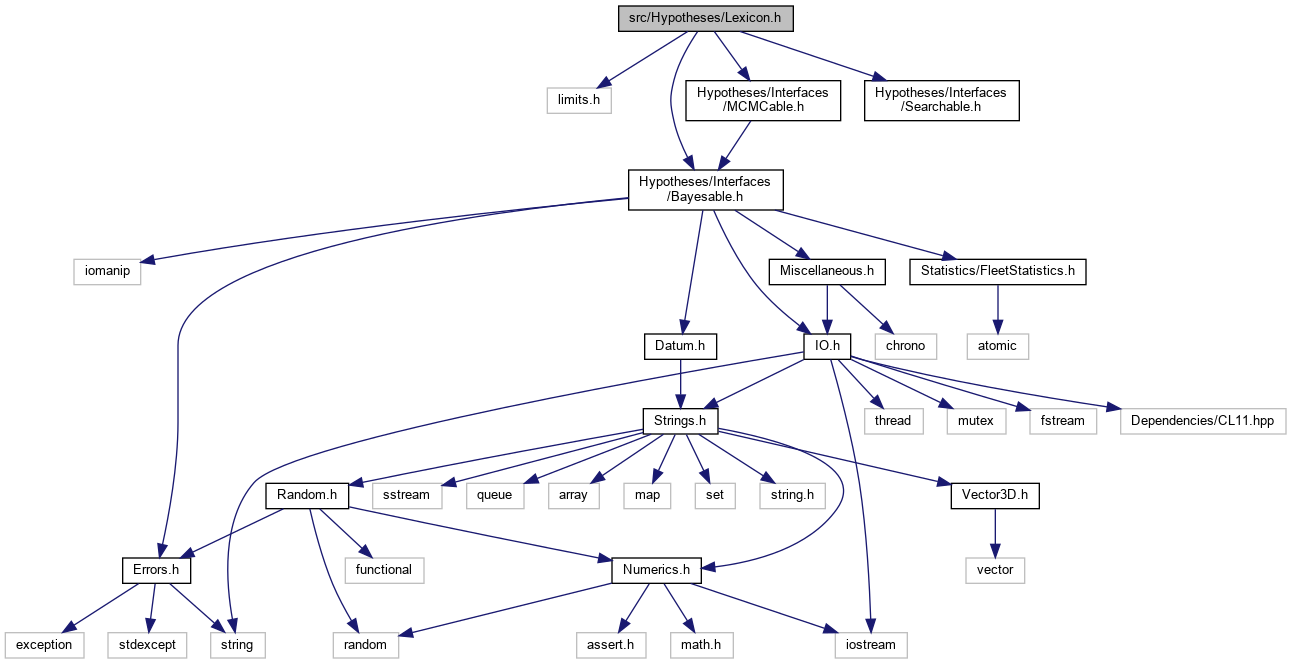 src/Hypotheses/Lexicon.h
limits.h
Hypotheses/Interfaces
/MCMCable.h
Hypotheses/Interfaces
/Searchable.h
Hypotheses/Interfaces
/Bayesable.h
iomanip
Miscellaneous.h
Statistics/FleetStatistics.h
Datum.h
IO.h
chrono
atomic
Strings.h
thread
mutex
fstream
Dependencies/CL11.hpp
Random.h
sstream
queue
array
map
set
string.h
Vector3D.h
Errors.h
functional
Numerics.h
vector
exception
stdexcept
string
random
assert.h
math.h
iostream